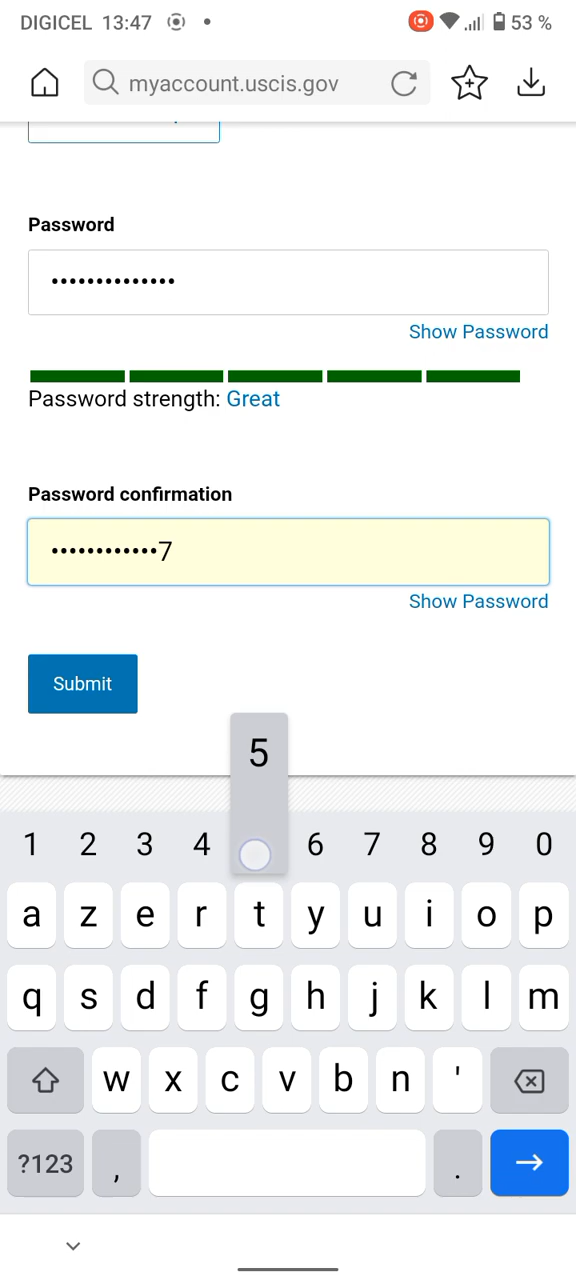 DIGICEL 13:47 53 %
myaccount.uscis.gov
Password
••••••••••••••
Show Password
Password strength: Great
Password confirmation
••••••••••••7
Show Password
Submit
5
1 2 3 4 6 7 8 9 0
a z e r t y u i o p
q s d f g h j k l m
w x c v b n '
?123 , .